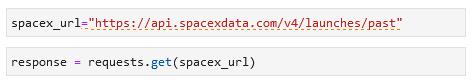 spacex_url="https://api.spacexdata.com/v4/launches/past"
response = requests.get(spacex_url)